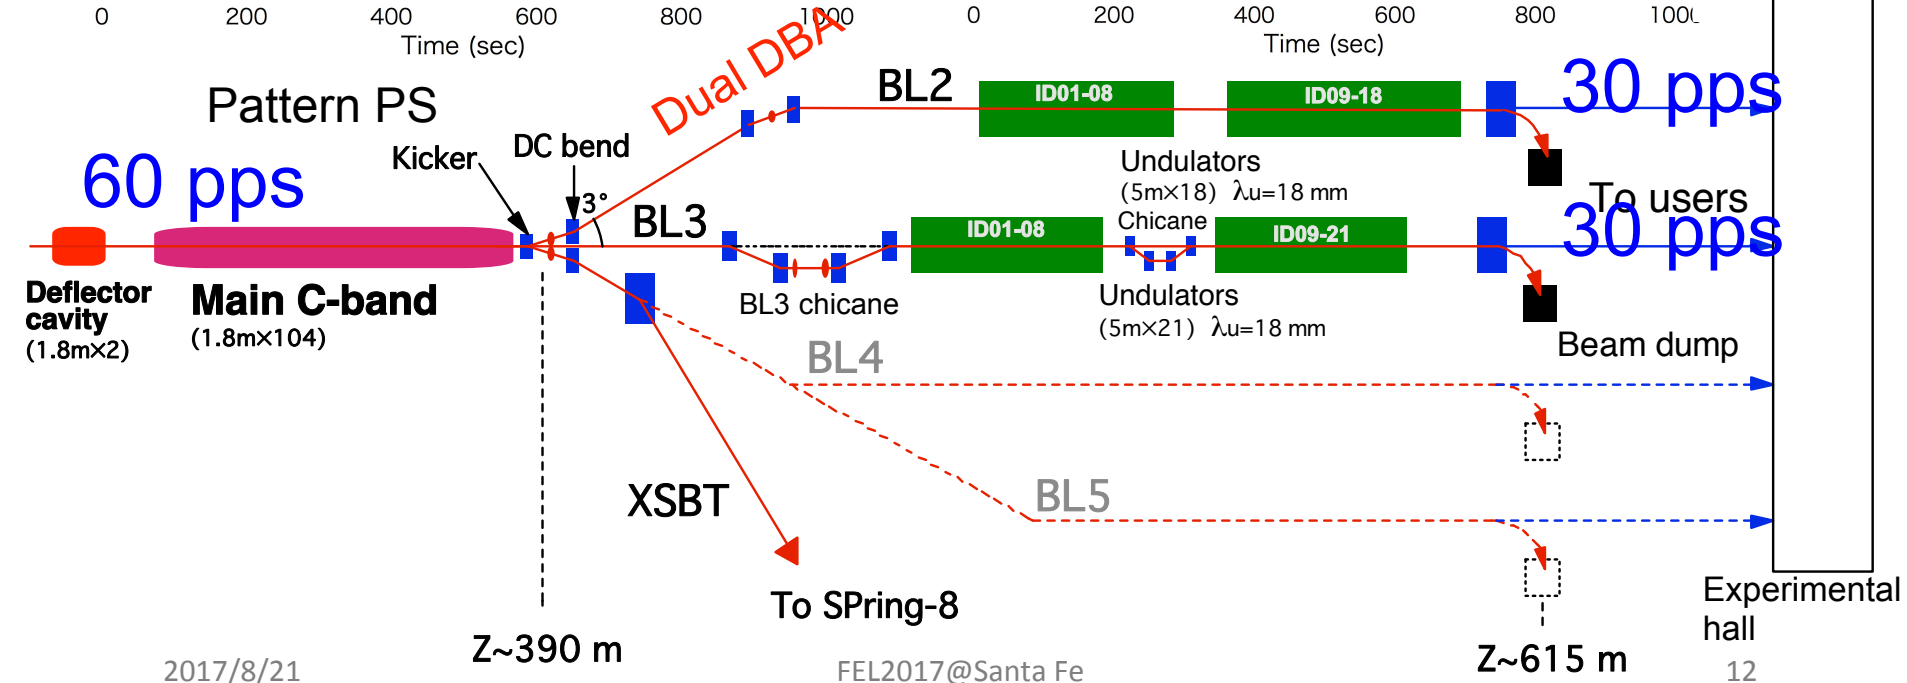 0 200 400 600 800 1000 0 200 400 600 800
Time (sec) Time (sec)
Dual DBA
Pattern PS
BL2
ID01-08
ID09-18
30 pps
60 pps
Kicker
DC bend
3°
Undulators
(5m×18) λu=18 mm
To users
BL3
Chicane
ID01-08
ID09-21
30 pps
Deflector
cavity
(1.8m×2)
Main C-band
(1.8m×104)
BL3 chicane
Undulators
(5m×21) λu=18 mm
Beam dump
BL4
XSBT
BL5
To SPring-8
Experimental
hall
Z~390 m
Z~615 m
2017/8/21
FEL2017@Santa Fe
12